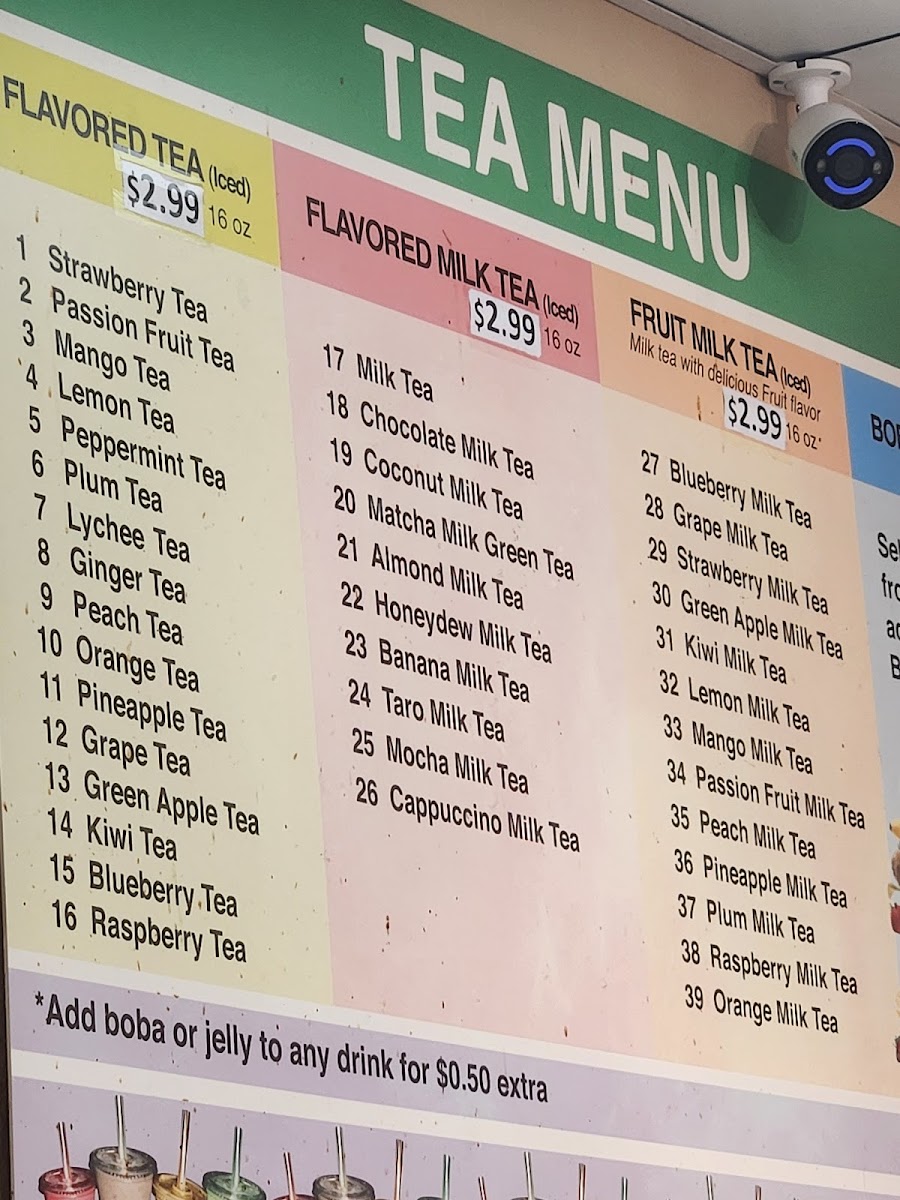 TEA MENU
FLAVORED TEA (Iced)
$2.99 16 oz
1 Strawberry Tea
2 Passion Fruit Tea
3 Mango Tea
4 Lemon Tea
5 Peppermint Tea
6 Plum Tea
7 Lychee Tea
8 Ginger Tea
9 Peach Tea
10 Orange Tea
11 Pineapple Tea
12 Grape Tea
13 Green Apple Tea
14 Kiwi Tea
15 Blueberry Tea
16 Raspberry Tea
FLAVORED MILK TEA (Iced)
$2.99 16 oz
17 Milk Tea
18 Chocolate Milk Tea
19 Coconut Milk Tea
20 Matcha Milk Green Tea
21 Almond Milk Tea
22 Honeydew Milk Tea
23 Banana Milk Tea
24 Taro Milk Tea
25 Mocha Milk Tea
26 Cappuccino Milk Tea
FRUIT MILK TEA (Iced)
Milk tea with delicious Fruit flavor
$2.99 16 oz
27 Blueberry Milk Tea
28 Grape Milk Tea
29 Strawberry Milk Tea
30 Green Apple Milk Tea
31 Kiwi Milk Tea
32 Lemon Milk Tea
33 Mango Milk Tea
34 Passion Fruit Milk Tea
35 Peach Milk Tea
36 Pineapple Milk Tea
37 Plum Milk Tea
38 Raspberry Milk Tea
39 Orange Milk Tea
*Add boba or jelly to any drink for $0.50 extra